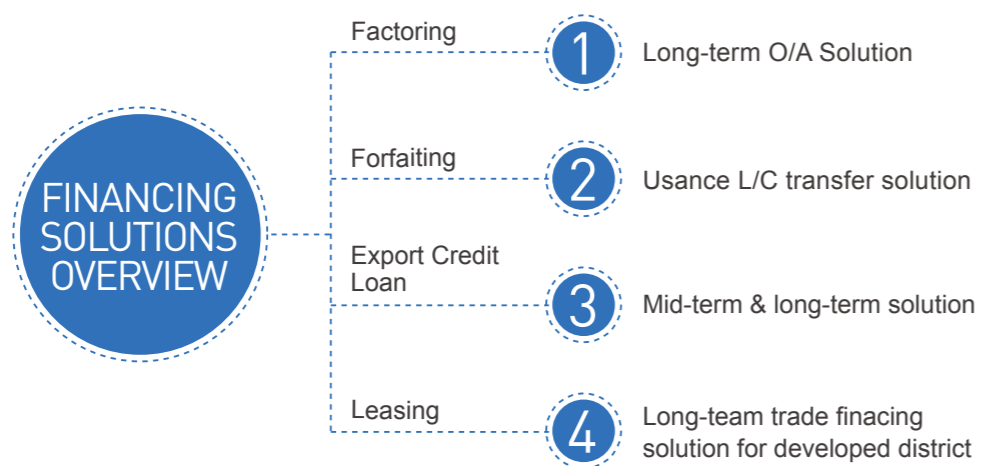 FINANCING
SOLUTIONS
OVERVIEW
Factoring
1
Long-term O/A Solution
Forfaiting
2
Usance L/C transfer solution
Export Credit
Loan
3
Mid-term & long-term solution
Leasing
4
Long-team trade finacing
solution for developed district